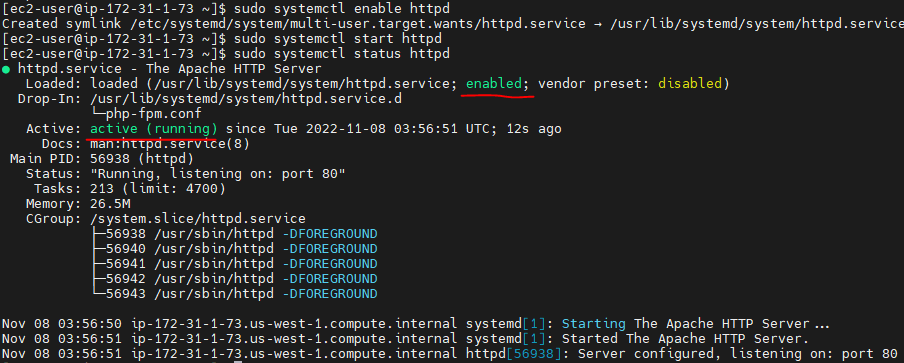 [ec2-user@ip-172-31-1-73 ~]$ sudo systemctl enable httpd
Created symlink /etc/systemd/system/multi-user.target.wants/httpd.service → /usr/lib/systemd/system/httpd.service
[ec2-user@ip-172-31-1-73 ~]$ sudo systemctl start httpd
[ec2-user@ip-172-31-1-73 ~]$ sudo systemctl status httpd
● httpd.service - The Apache HTTP Server
Loaded: loaded (/usr/lib/systemd/system/httpd.service; enabled; vendor preset: disabled)
Drop-In: /usr/lib/systemd/system/httpd.service.d
└─php-fpm.conf
Active: active (running) since Tue 2022-11-08 03:56:51 UTC; 12s ago
Docs: man:httpd.service(8)
Main PID: 56938 (httpd)
Status: "Running, listening on: port 80"
Tasks: 213 (limit: 4700)
Memory: 26.5M
CGroup: /system.slice/httpd.service
├─56938 /usr/sbin/httpd -DFOREGROUND
├─56940 /usr/sbin/httpd -DFOREGROUND
├─56941 /usr/sbin/httpd -DFOREGROUND
├─56942 /usr/sbin/httpd -DFOREGROUND
└─56943 /usr/sbin/httpd -DFOREGROUND
Nov 08 03:56:50 ip-172-31-1-73.us-west-1.compute.internal systemd[1]: Starting The Apache HTTP Server...
Nov 08 03:56:51 ip-172-31-1-73.us-west-1.compute.internal systemd[1]: Started The Apache HTTP Server.
Nov 08 03:56:51 ip-172-31-1-73.us-west-1.compute.internal httpd[56938]: Server configured, listening on: port 80